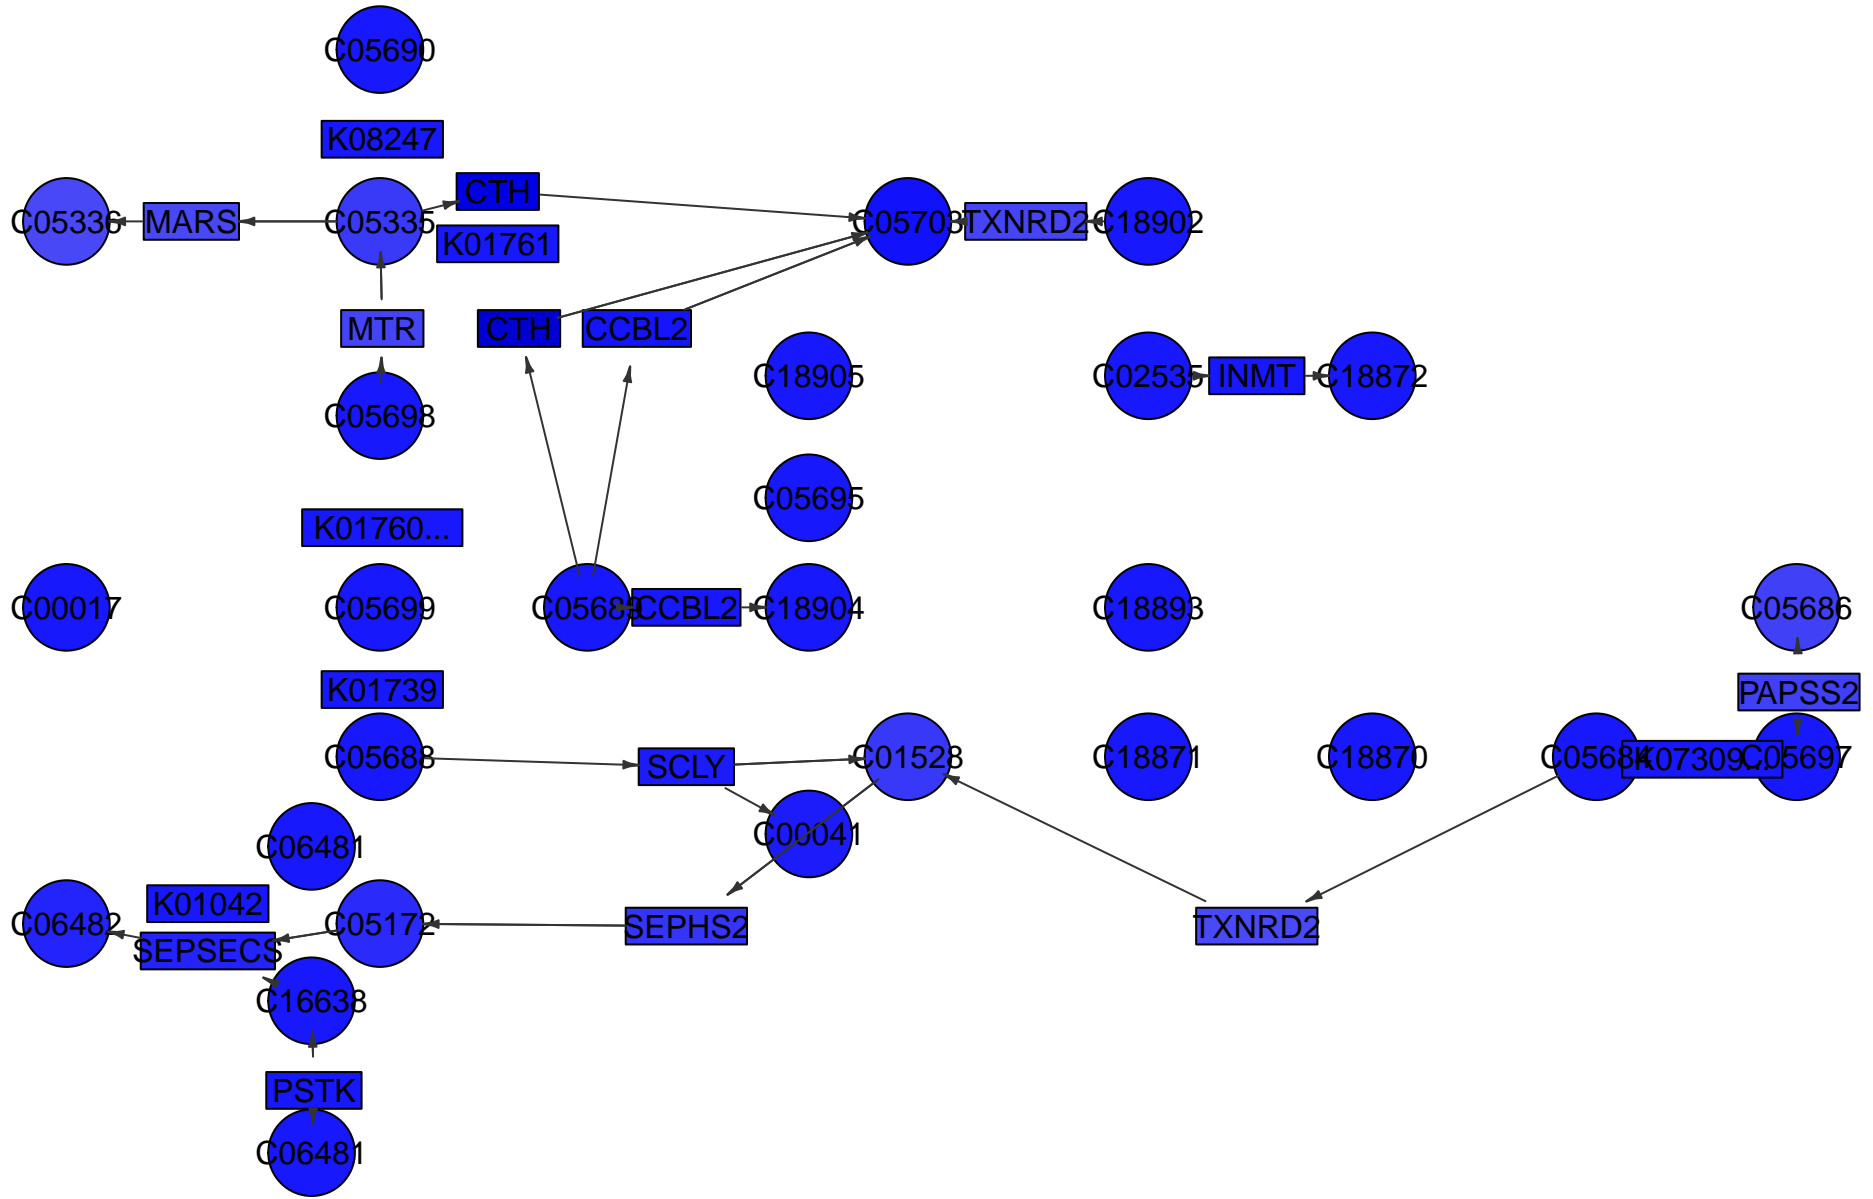 C05690
K08247
CTH
C05336
MARS
C05335
C05703
TXNRD2
C18902
K01761
MTR
CTH
CCBL2
C18905
C02535
INMT
C18872
C05698
C05695
K01760...
C00017
C05699
C05689
CCBL2
C18904
C18893
C05686
K01739
PAPSS2
C05688
SCLY
C01528
C18871
C18870
C05684
K07309...
C05697
C00041
C06481
K01042
C06482
C05172
SEPHS2
TXNRD2
SEPSECS
C16638
PSTK
C06481